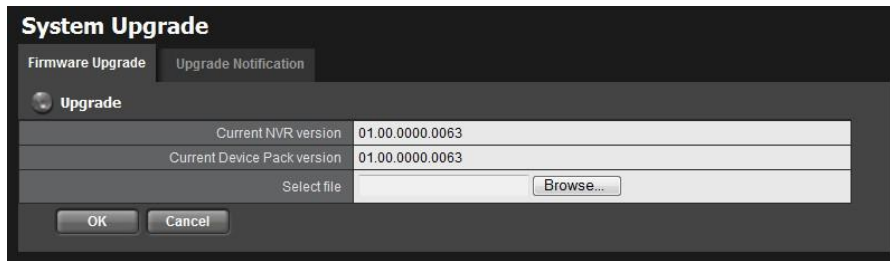 System Upgrade
Firmware Upgrade Upgrade Notification
Upgrade
Current NVR version 01.00.0000.0063
Current Device Pack version 01.00.0000.0063
Select file Browse...
OK Cancel